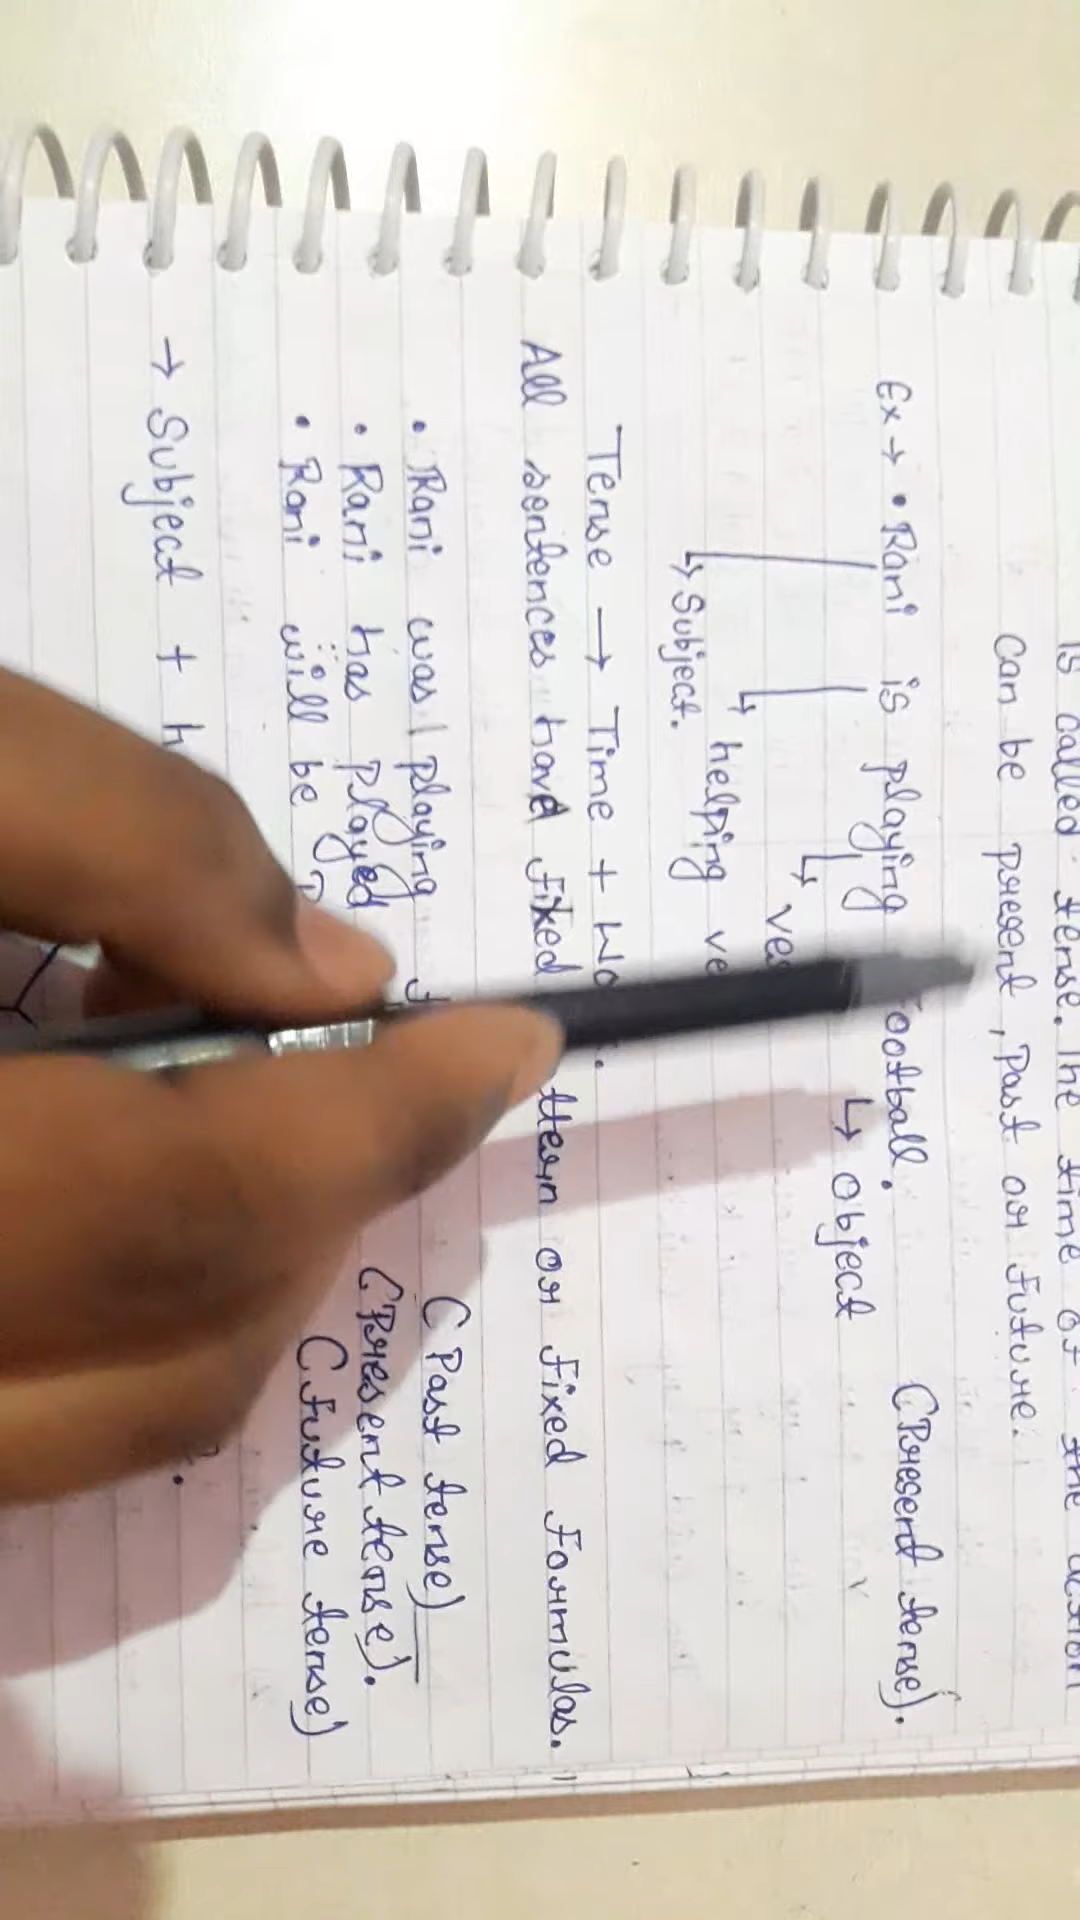 is called tense. The time of the action
can be present, past or future.
Ex → • Rani is playing football. (Present tense).
↳ object
↳
↳ helping
↳ Subject.
Tense → Time +
All sentences have fixed or fixed formulas.
• Rani was playing (Past tense)
• Rani has played (Present tense).
• Rani will be (Future tense)
→ Subject +